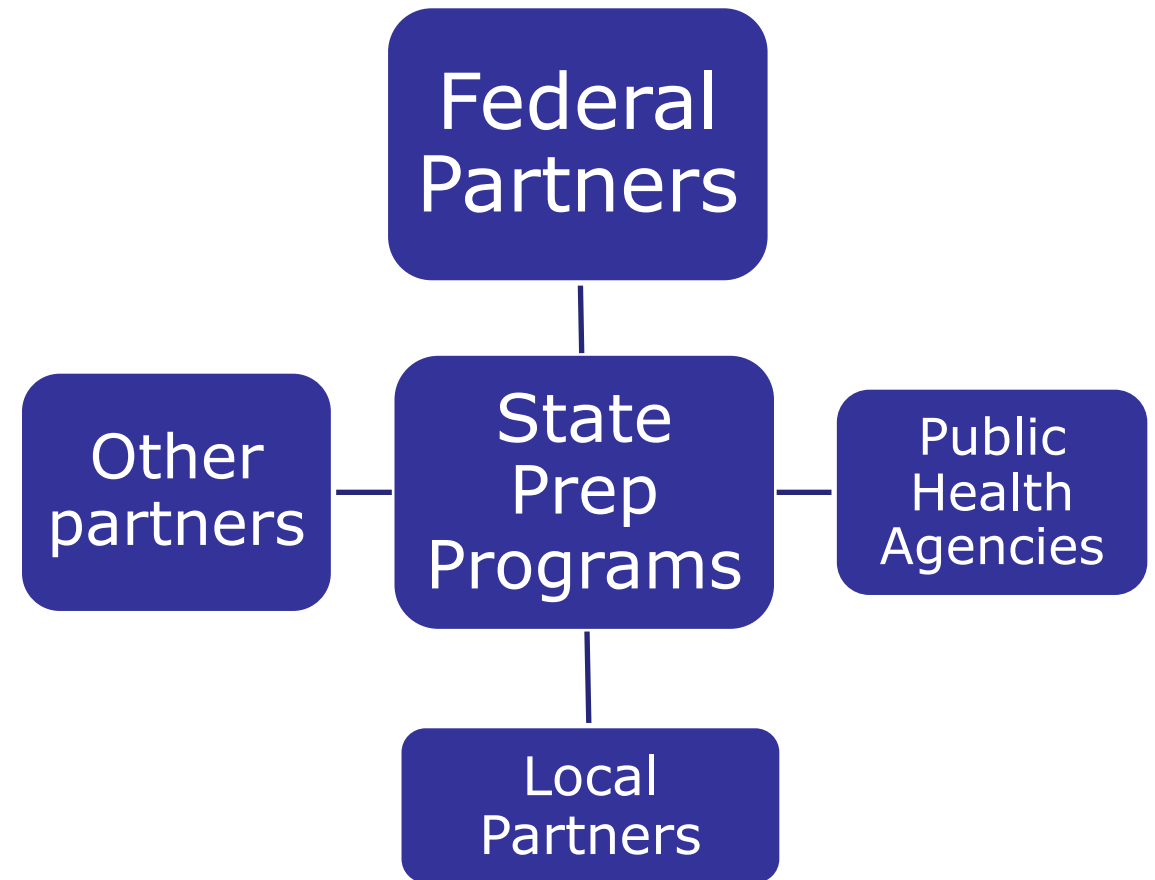 Federal
Partners
Other
partners
State
Prep
Programs
Public
Health
Agencies
Local
Partners